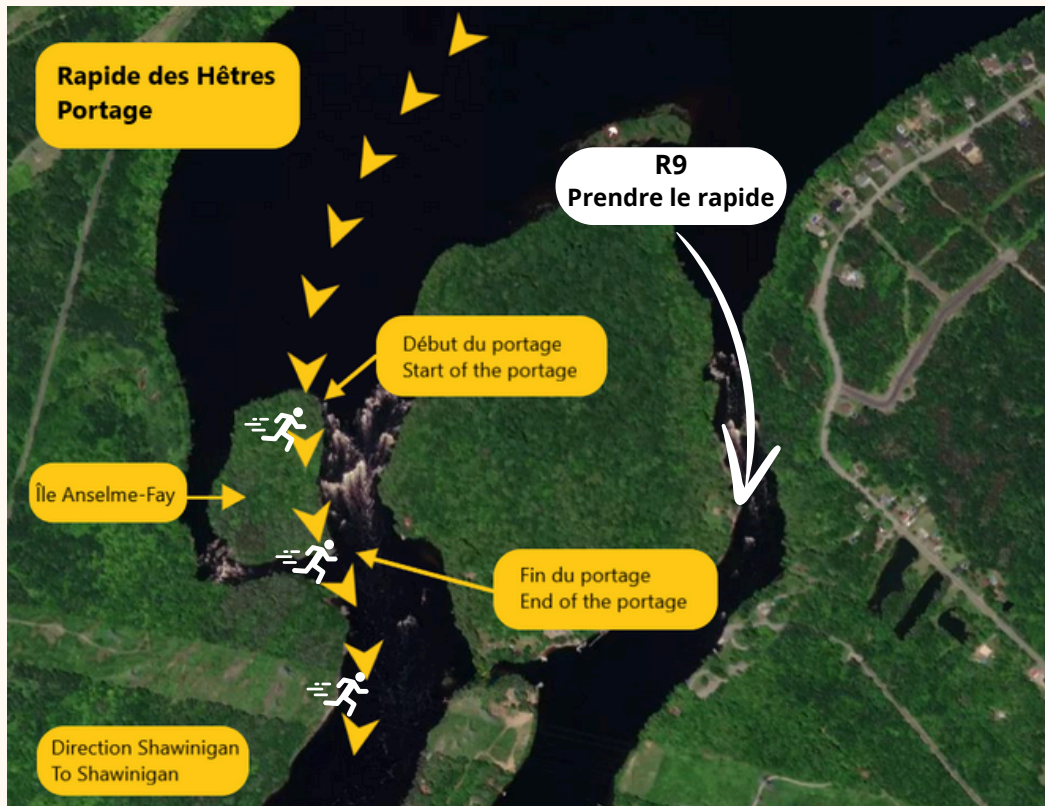 Rapide des Hêtres
Portage
R9
Prendre le rapide
Début du portage
Start of the portage
Île Anselme-Fay
Fin du portage
End of the portage
Direction Shawinigan
To Shawinigan